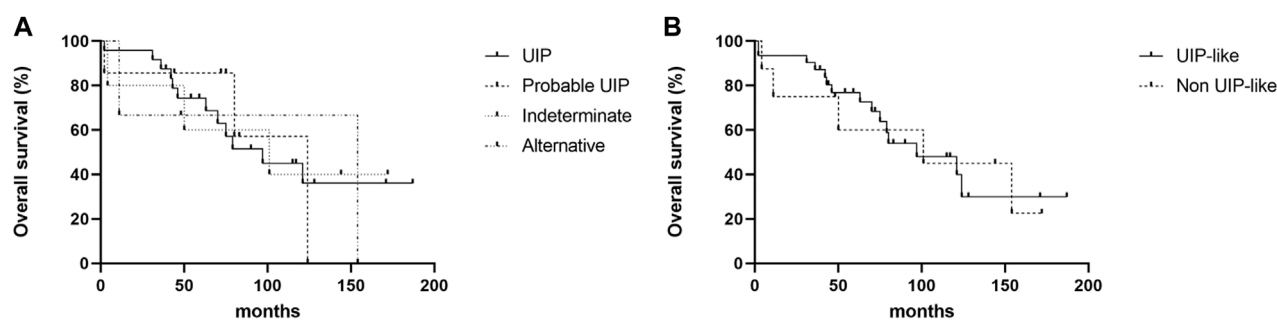 A
Overall survival (%)
100
80
60
40
20
0
0 50 100 150 200
months
UIP
Probable UIP
Indeterminate
Alternative
B
Overall survival (%)
100
80
60
40
20
0
0 50 100 150 200
months
UIP-like
Non UIP-like